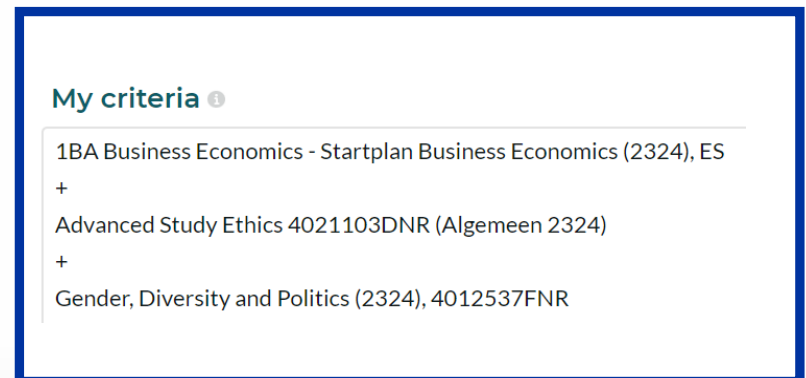 My criteria
1BA Business Economics - Startplan Business Economics (2324), ES
+
Advanced Study Ethics 4021103DNR (Algemeen 2324)
+
Gender, Diversity and Politics (2324), 4012537FNR